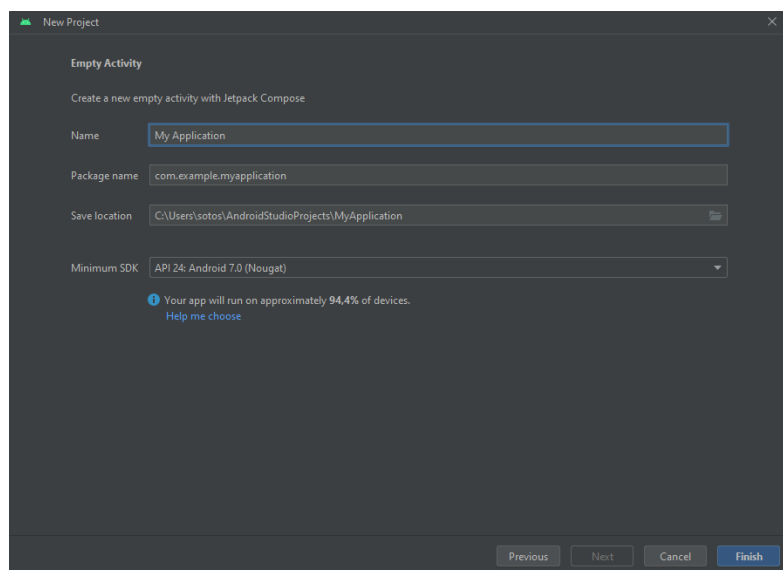 New Project
Empty Activity
Create a new empty activity with Jetpack Compose
Name My Application
Package name com.example.myapplication
Save location C:\Users\sotos\AndroidStudioProjects\MyApplication
Minimum SDK API 24: Android 7.0 (Nougat)
Your app will run on approximately 94,4% of devices.
Help me choose
Previous Next Cancel Finish